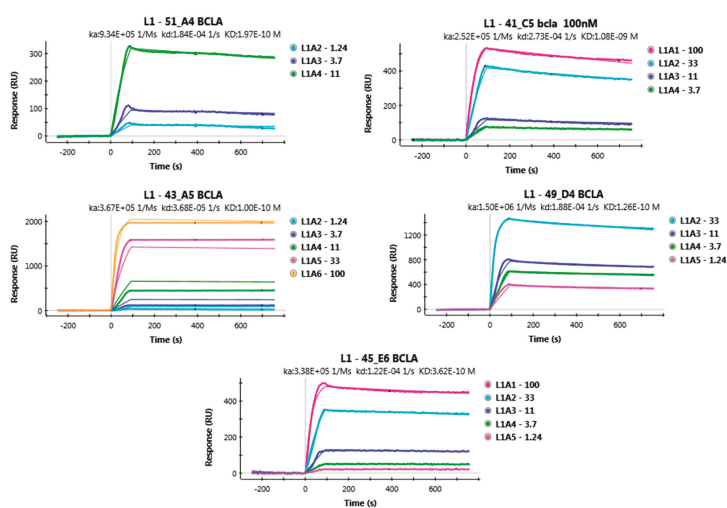 L1 - 51_A4 BCLA
ka:9.34E+05 1/Ms kd:1.84E-04 1/s KD:1.97E-10 M
Response (RU)
300
200
100
0
-200
0
200
400
600
Time (s)
L1A2 - 1.24
L1A3 - 3.7
L1A4 - 11
L1 - 41_C5 bcla 100nM
ka:2.52E+05 1/Ms kd:2.73E-04 1/s KD:1.08E-09 M
Response (RU)
400
200
0
-200
0
200
400
600
Time (s)
L1A1 - 100
L1A2 - 33
L1A3 - 11
L1A4 - 3.7
L1 - 43_A5 BCLA
ka:3.67E+05 1/Ms kd:3.68E-05 1/s KD:1.00E-10 M
Response (RU)
2000
1000
0
-200
0
200
400
600
Time (s)
L1A2 - 1.24
L1A3 - 3.7
L1A4 - 11
L1A5 - 33
L1A6 - 100
L1 - 49_D4 BCLA
ka:1.50E+06 1/Ms kd:1.88E-04 1/s KD:1.26E-10 M
Response (RU)
1200
800
400
0
-200
0
200
400
600
Time (s)
L1A2 - 33
L1A3 - 11
L1A4 - 3.7
L1A5 - 1.24
L1 - 45_E6 BCLA
ka:3.38E+05 1/Ms kd:1.22E-04 1/s KD:3.62E-10 M
Response (RU)
400
200
0
-200
0
200
400
600
Time (s)
L1A1 - 100
L1A2 - 33
L1A3 - 11
L1A4 - 3.7
L1A5 - 1.24